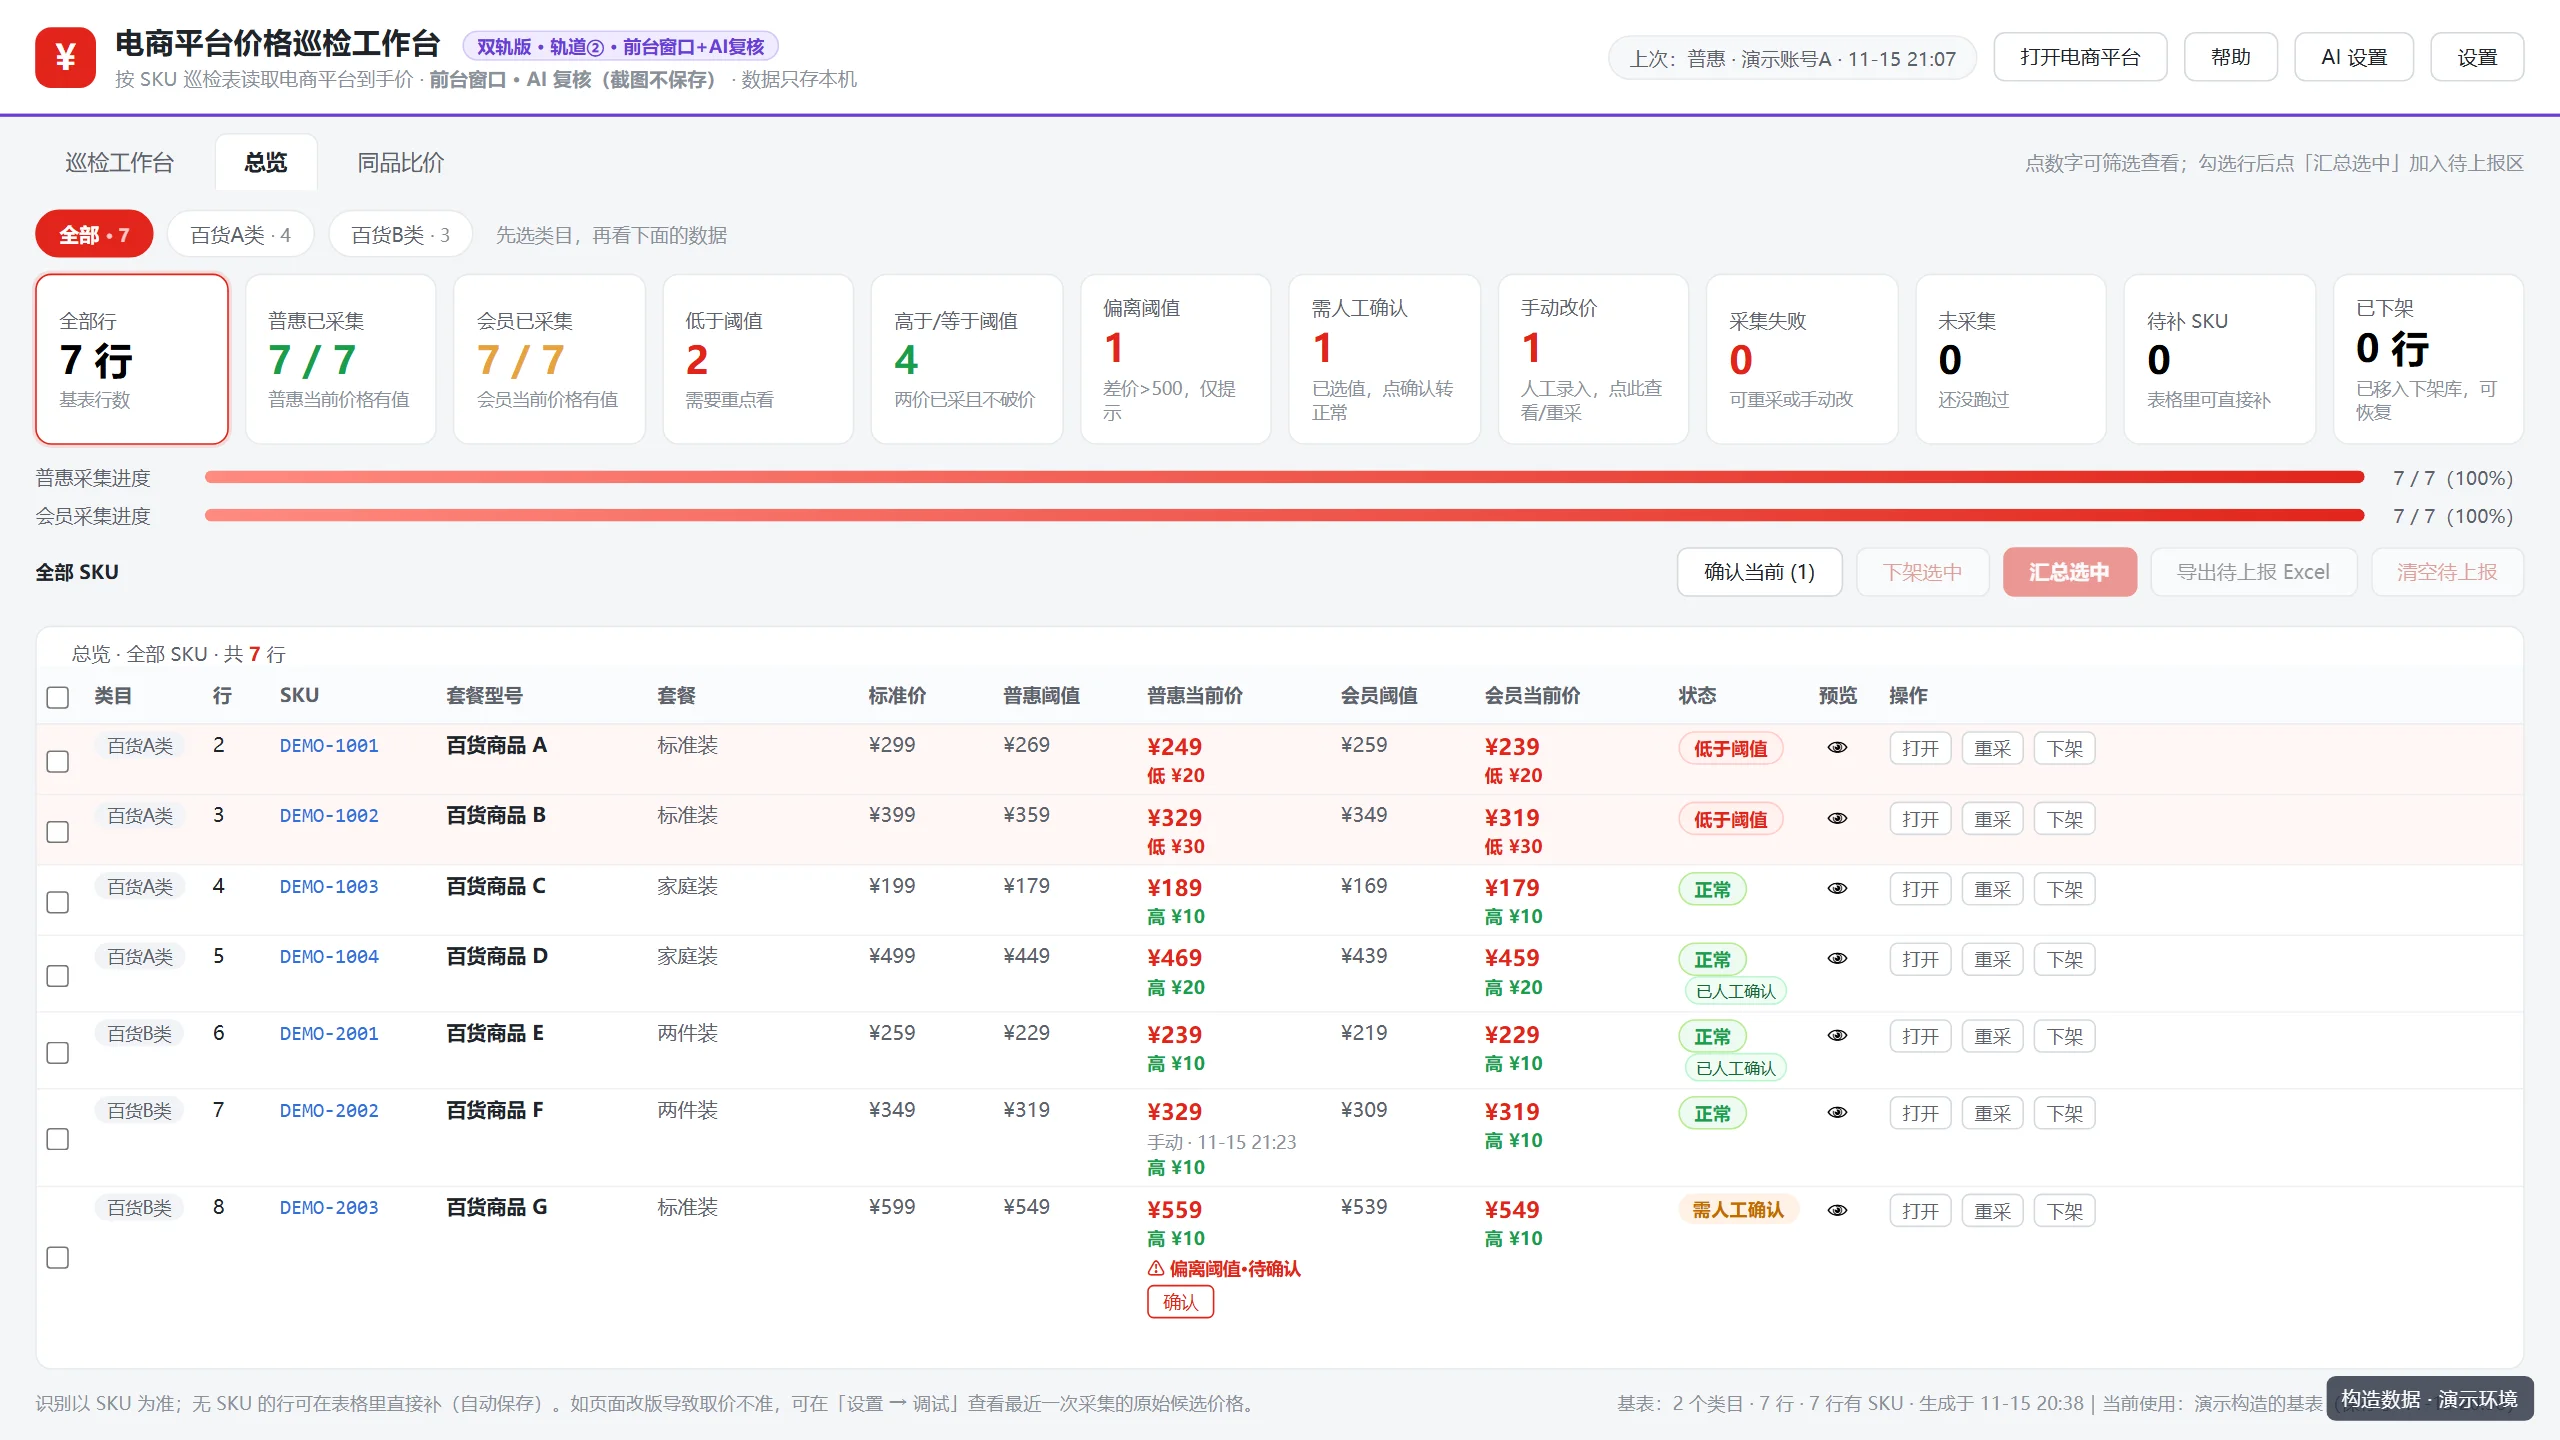 ¥
电商平台价格巡检工作台
双轨版 • 轨道② • 前台窗口+AI复核
按 SKU 巡检表读取电商平台到手价 · 前台窗口 • AI 复核（截图不保存） · 数据只存本机
上次：普惠 · 演示账号A · 11-15 21:07
打开电商平台
帮助
AI 设置
设置
巡检工作台
总览
同品比价
点数字可筛选查看；勾选行后点「汇总选中」加入待上报区
全部 • 7
百货A类 · 4
百货B类 · 3
先选类目，再看下面的数据
全部行
7 行
基表行数
普惠已采集
7 / 7
普惠当前价格有值
会员已采集
7 / 7
会员当前价格有值
低于阈值
2
需要重点看
高于/等于阈值
4
两价已采且不破价
偏离阈值
1
差价>500，仅提
示
需人工确认
1
已选值，点确认转
正常
手动改价
1
人工录入，点此查
看/重采
采集失败
0
可重采或手动改
未采集
0
还没跑过
待补 SKU
0
表格里可直接补
已下架
0 行
已移入下架库，可
恢复
普惠采集进度
7 / 7（100%）
会员采集进度
7 / 7（100%）
全部 SKU
确认当前 (1)
下架选中
汇总选中
导出待上报 Excel
清空待上报
总览 · 全部 SKU · 共 7 行
类目 行 SKU 套餐型号 套餐 标准价 普惠阈值 普惠当前价 会员阈值 会员当前价 状态 预览 操作
百货A类 2 DEMO-1001 百货商品 A 标准装 ¥299 ¥269 ¥249 ¥259 ¥239 低于阈值 打开 重采 下架
低 ¥20 低 ¥20
百货A类 3 DEMO-1002 百货商品 B 标准装 ¥399 ¥359 ¥329 ¥349 ¥319 低于阈值 打开 重采 下架
低 ¥30 低 ¥30
百货A类 4 DEMO-1003 百货商品 C 家庭装 ¥199 ¥179 ¥189 ¥169 ¥179 正常 打开 重采 下架
高 ¥10 高 ¥10
百货A类 5 DEMO-1004 百货商品 D 家庭装 ¥499 ¥449 ¥469 ¥439 ¥459 正常 打开 重采 下架
高 ¥20 高 ¥20 已人工确认
百货B类 6 DEMO-2001 百货商品 E 两件装 ¥259 ¥229 ¥239 ¥219 ¥229 正常 打开 重采 下架
高 ¥10 高 ¥10 已人工确认
百货B类 7 DEMO-2002 百货商品 F 两件装 ¥349 ¥319 ¥329 ¥309 ¥319 正常 打开 重采 下架
手动 · 11-15 21:23 高 ¥10
高 ¥10
百货B类 8 DEMO-2003 百货商品 G 标准装 ¥599 ¥549 ¥559 ¥539 ¥549 需人工确认 打开 重采 下架
高 ¥10 高 ¥10
⚠ 偏离阈值•待确认
确认
识别以 SKU 为准；无 SKU 的行可在表格里直接补（自动保存）。如页面改版导致取价不准，可在「设置 → 调试」查看最近一次采集的原始候选价格。
基表：2 个类目 · 7 行 · 7 行有 SKU · 生成于 11-15 20:38 | 当前使用：演示构造的基表
构造数据 · 演示环境